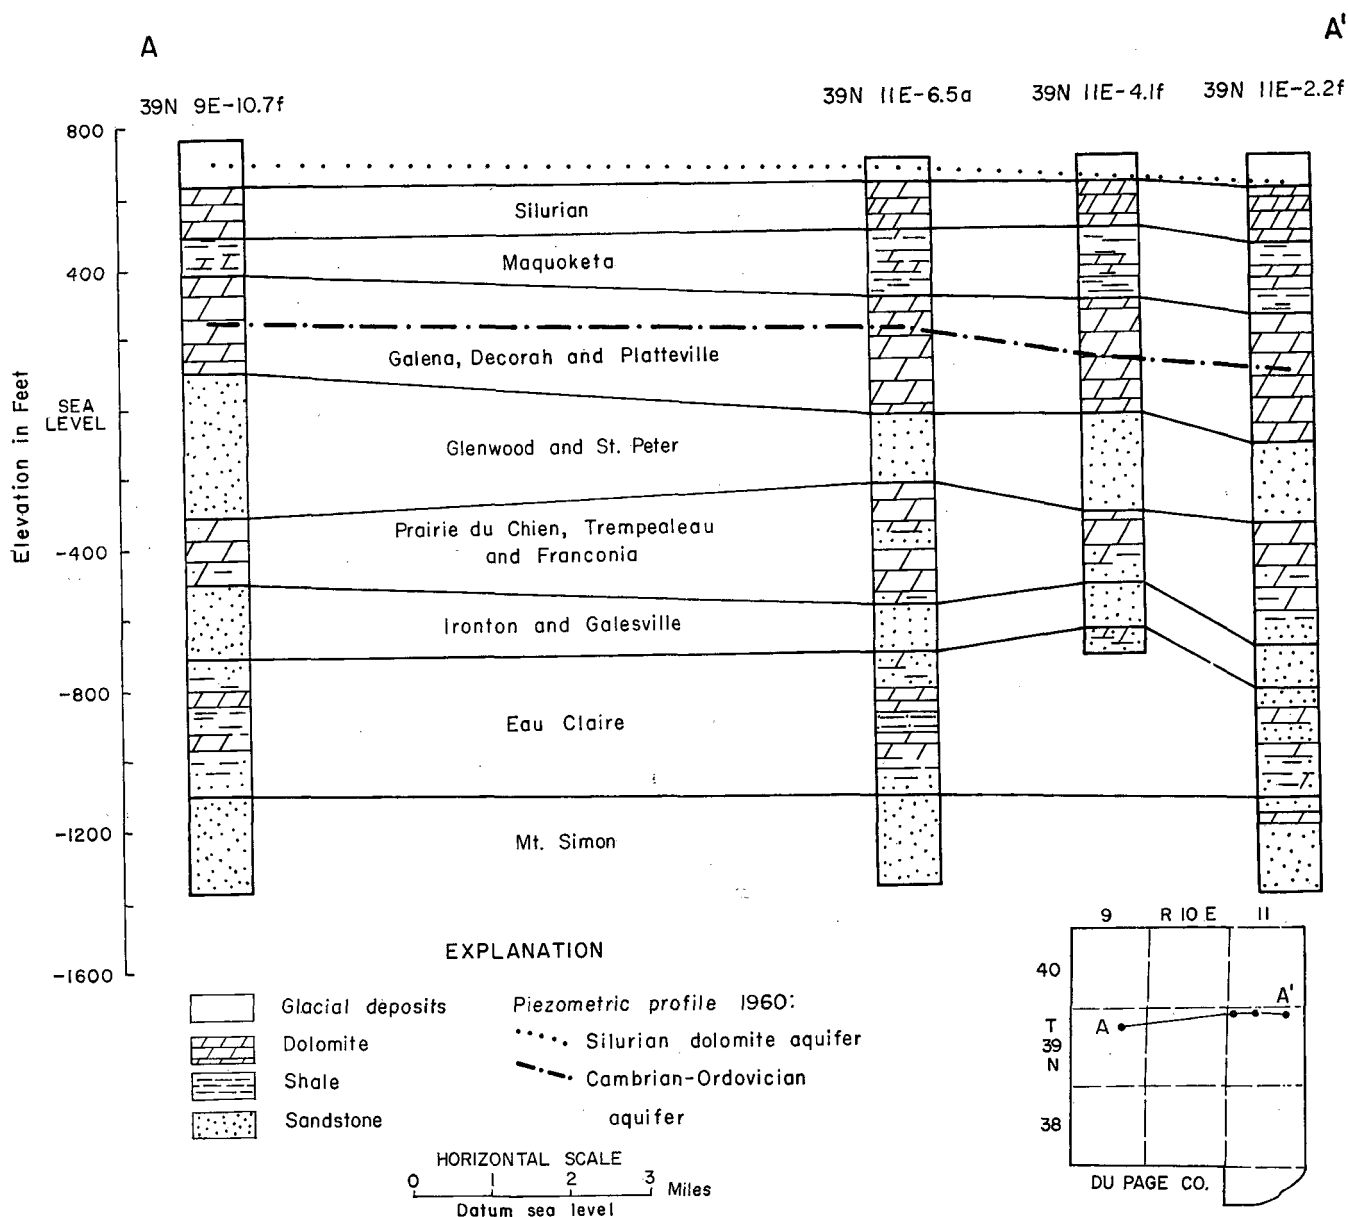 A
A'
39N 9E-10.7f
39N 11E-6.5a
39N 11E-4.1f
39N 11E-2.2f
800
400
SEA
LEVEL
-400
-800
-1200
-1600
Elevation in Feet
Silurian
Maquoketa
Galena, Decorah and Platteville
Glenwood and St. Peter
Prairie du Chien, Trempealeau
and Franconia
Ironton and Galesville
Eau Claire
Mt. Simon
EXPLANATION
Glacial deposits
Dolomite
Shale
Sandstone
Piezometric profile 1960:
Silurian dolomite aquifer
Cambrian-Ordovician
aquifer
HORIZONTAL SCALE
0 1 2 3 Miles
Datum sea level
9 R 10 E 11
40
T
39
N
38
A
A'
DU PAGE CO.